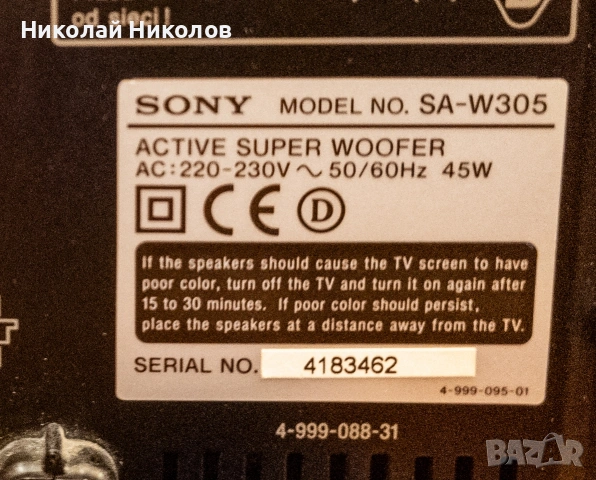 od sieci!
Николай Николов
SONY MODEL NO. SA-W305
ACTIVE SUPER WOOFER
AC:220-230V ~ 50/60Hz 45W
CE D
If the speakers should cause the TV screen to have
poor color, turn off the TV and turn it on again after
15 to 30 minutes. If poor color should persist,
place the speakers at a distance away from the TV.
SERIAL NO. 4183462
4-999-095-01
4-999-088-31
BAZAR